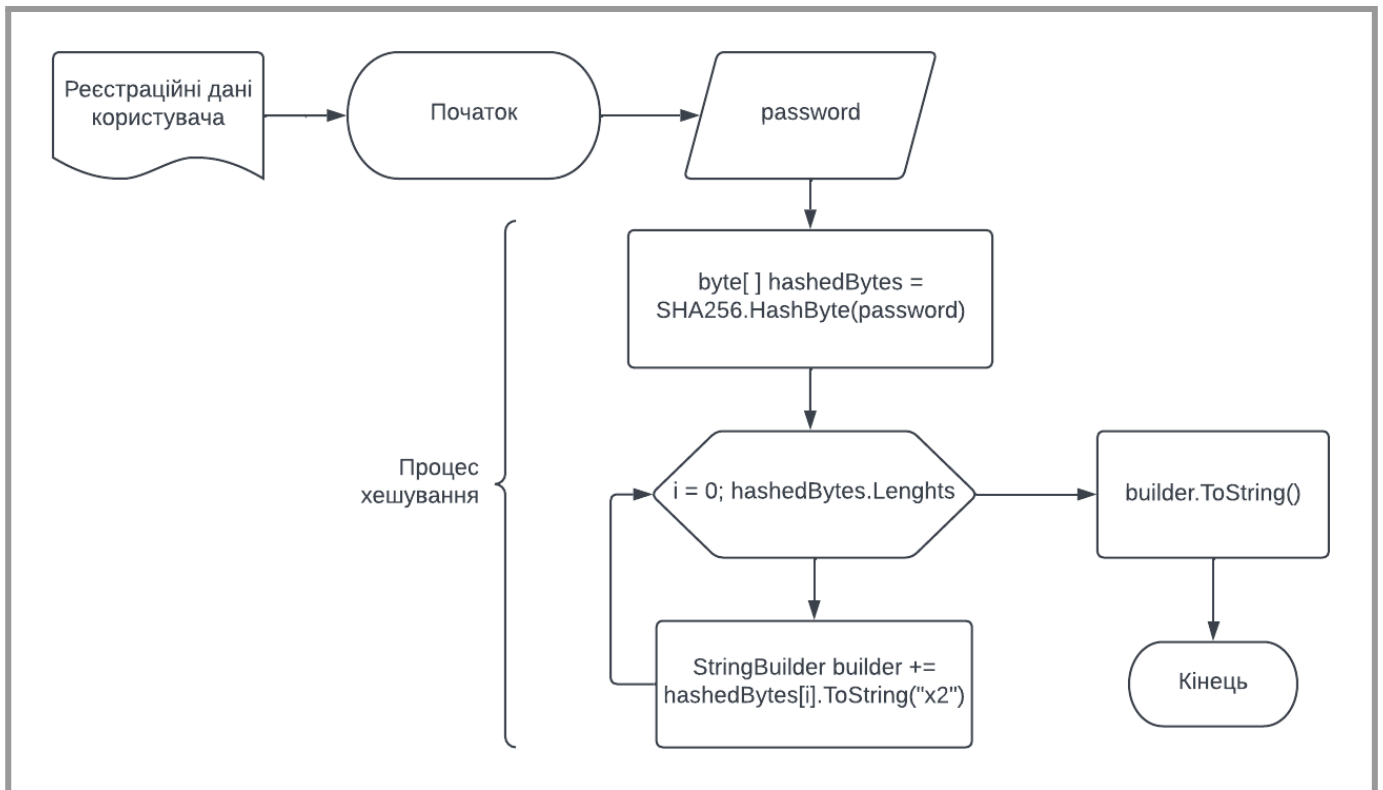 Реєстраційні дані
користувача
Початок
password
byte[ ] hashedBytes =
SHA256.HashByte(password)
Процес
хешування
i = 0; hashedBytes.Lenghts
builder.ToString()
StringBuilder builder +=
hashedBytes[i].ToString("x2")
Кінець